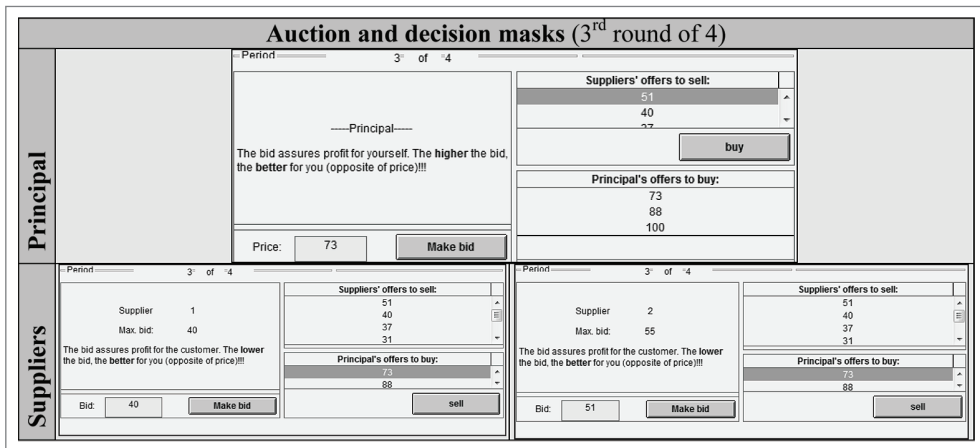 Auction and decision masks (3rd round of 4)
Principal
Period
3 of 4
-----Principal-----
The bid assures profit for yourself. The higher the bid,
the better for you (opposite of price)!!!
Price: 73 Make bid
Suppliers' offers to sell:
51
40
37
buy
Principal's offers to buy:
73
88
100
Suppliers
Period
3 of 4
Supplier 1
Max. bid: 40
The bid assures profit for the customer. The lower
the bid, the better for you (opposite of price)!!!
Bid: 40 Make bid
Suppliers' offers to sell:
51
40
37
31
Principal's offers to buy:
73
88
sell
Period
3 of 4
Supplier 2
Max. bid: 55
The bid assures profit for the customer. The lower
the bid, the better for you (opposite of price)!!!
Bid: 51 Make bid
Suppliers' offers to sell:
51
40
37
31
Principal's offers to buy:
73
88
sell